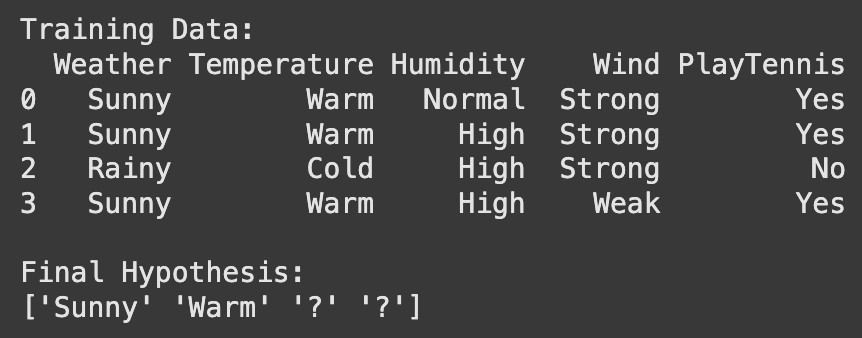 Training Data:
Weather Temperature Humidity Wind PlayTennis
0 Sunny Warm Normal Strong Yes
1 Sunny Warm High Strong Yes
2 Rainy Cold High Strong No
3 Sunny Warm High Weak Yes
Final Hypothesis:
['Sunny' 'Warm' '?' '?']